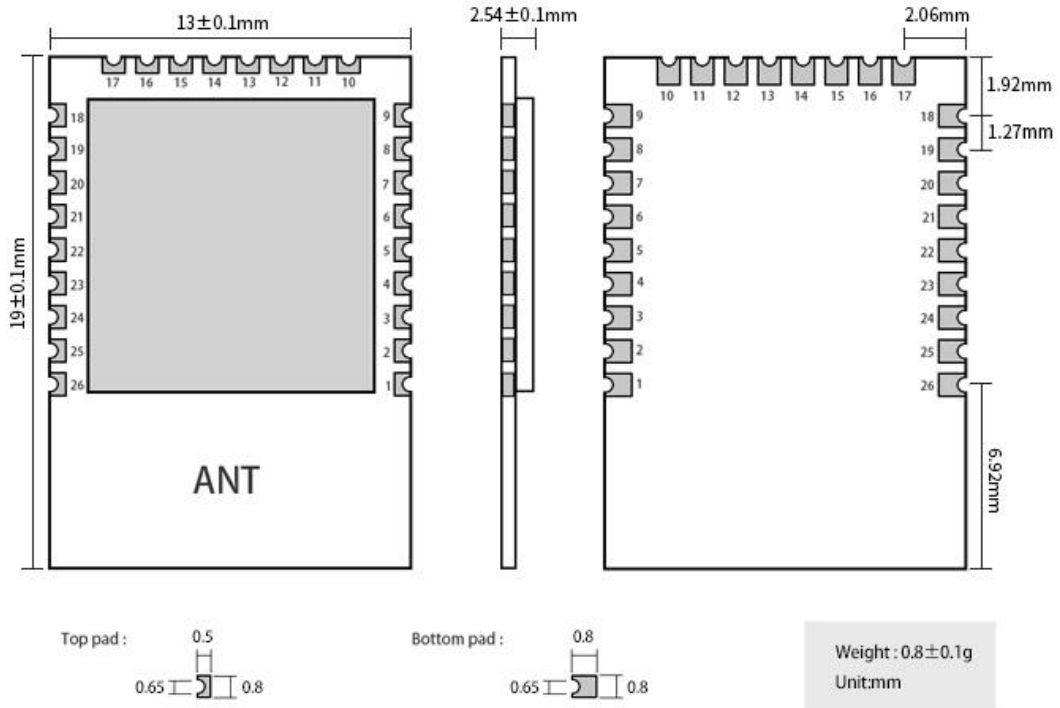 13±0.1mm
2.54±0.1mm
2.06mm
17 16 15 14 13 12 11 10
10 11 12 13 14 15 16 17
1.92mm
18 9
9 18
1.27mm
19 8
8 19
20 7
7 20
21 6
6 21
22 5
5 22
23 4
4 23
24 3
3 24
25 2
2 25
26 1
1 26
19±0.1mm
6.92mm
ANT
Top pad : 0.5
0.65 0.8
Bottom pad : 0.8
0.65 0.8
Weight : 0.8±0.1g
Unit:mm